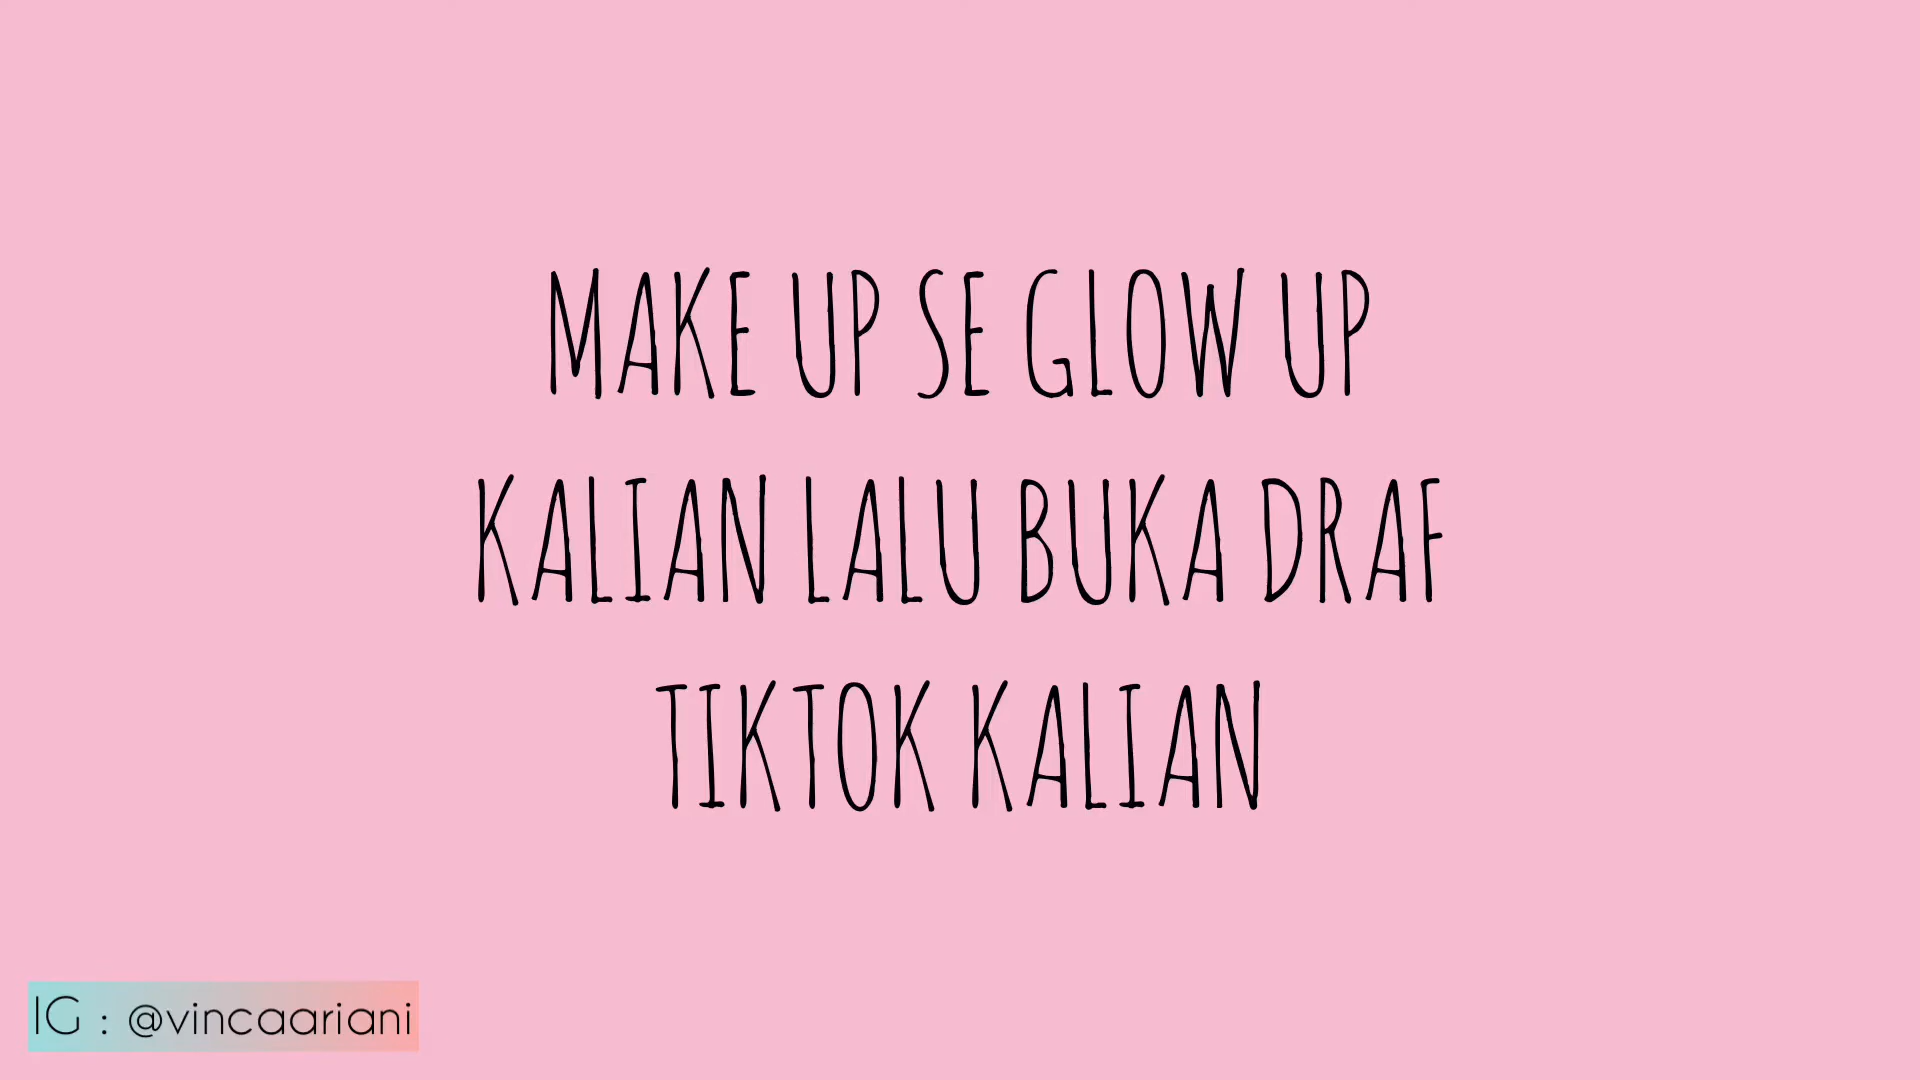 MAKE UP SE GLOW UP
KALIAN LALU BUKA DRAF
TIKTOK KALIAN
IG : @vincaariani